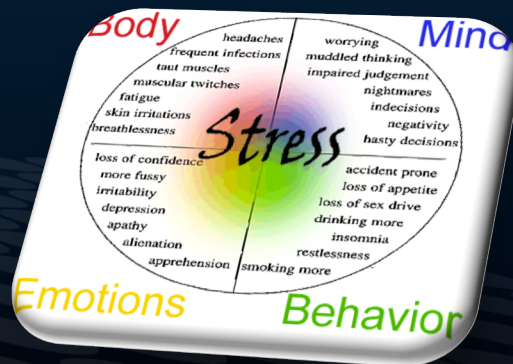 Body
headaches
frequent infections
taut muscles
muscular twitches
fatigue
skin irritations
breathlessness
Mind
worrying
muddled thinking
impaired judgement
nightmares
indecisions
negativity
hasty decisions
Stress
loss of confidence
more fussy
irritability
depression
apathy
alienation
apprehension
Emotions
accident prone
loss of appetite
loss of sex drive
drinking more
insomnia
restlessness
smoking more
Behavior